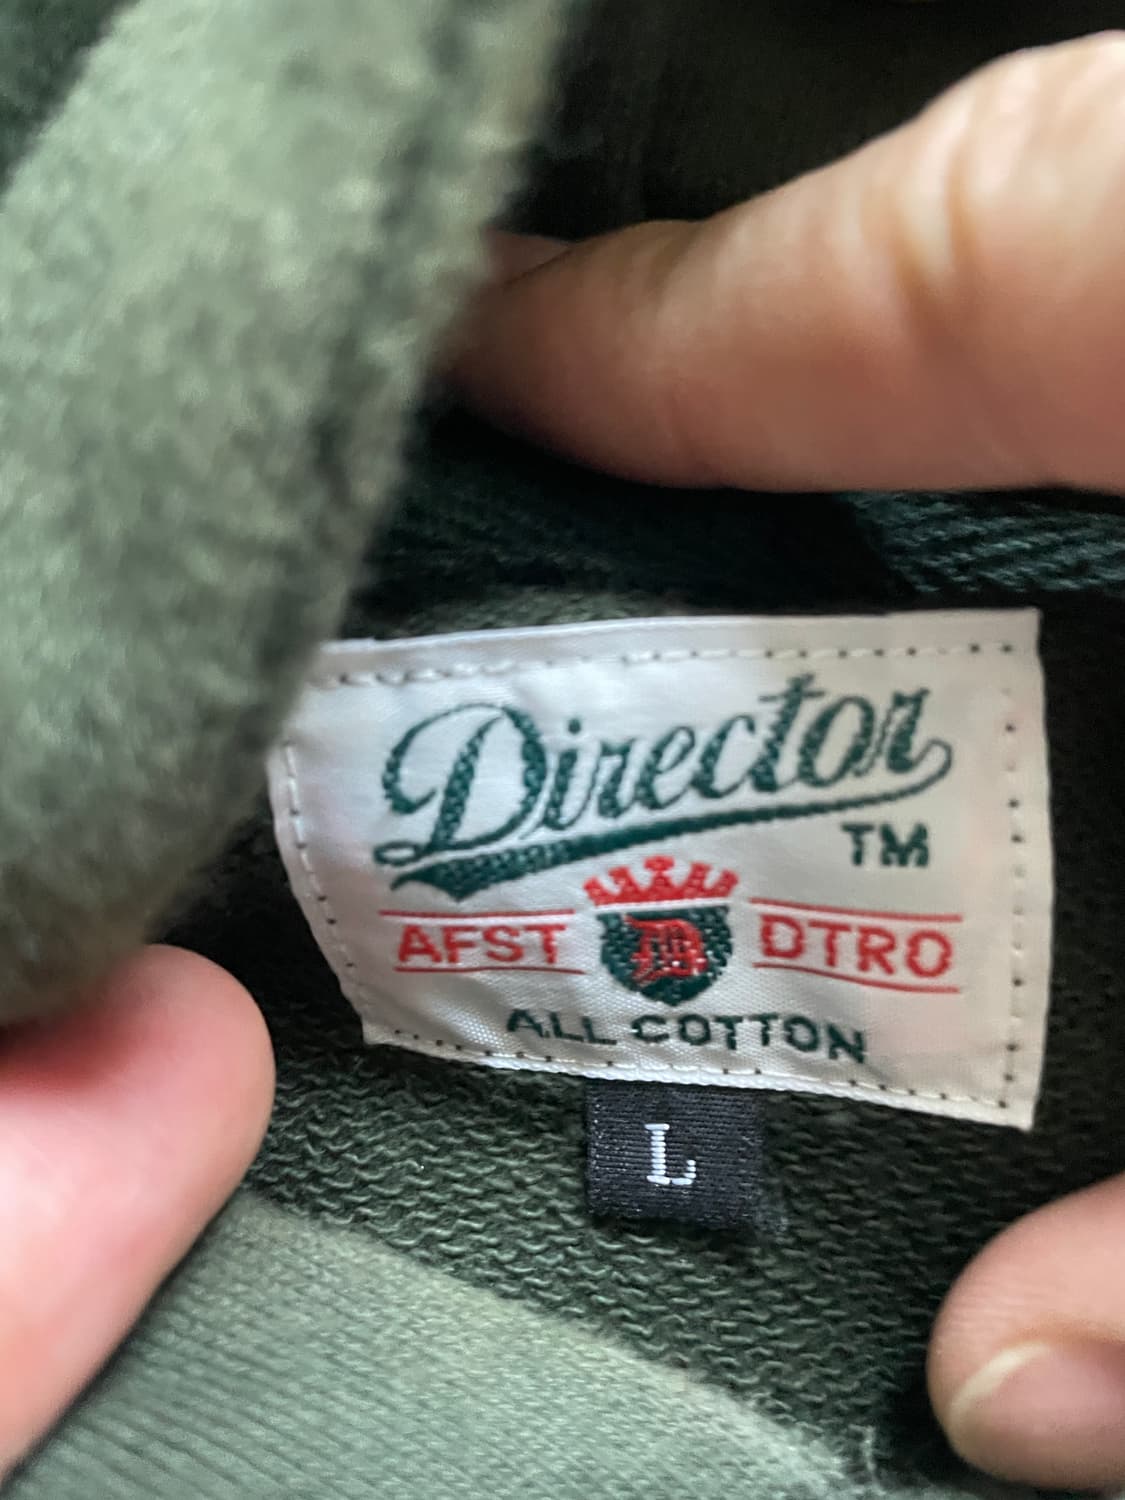 Director
TM
AFST D DTRO
ALL COTTON
L